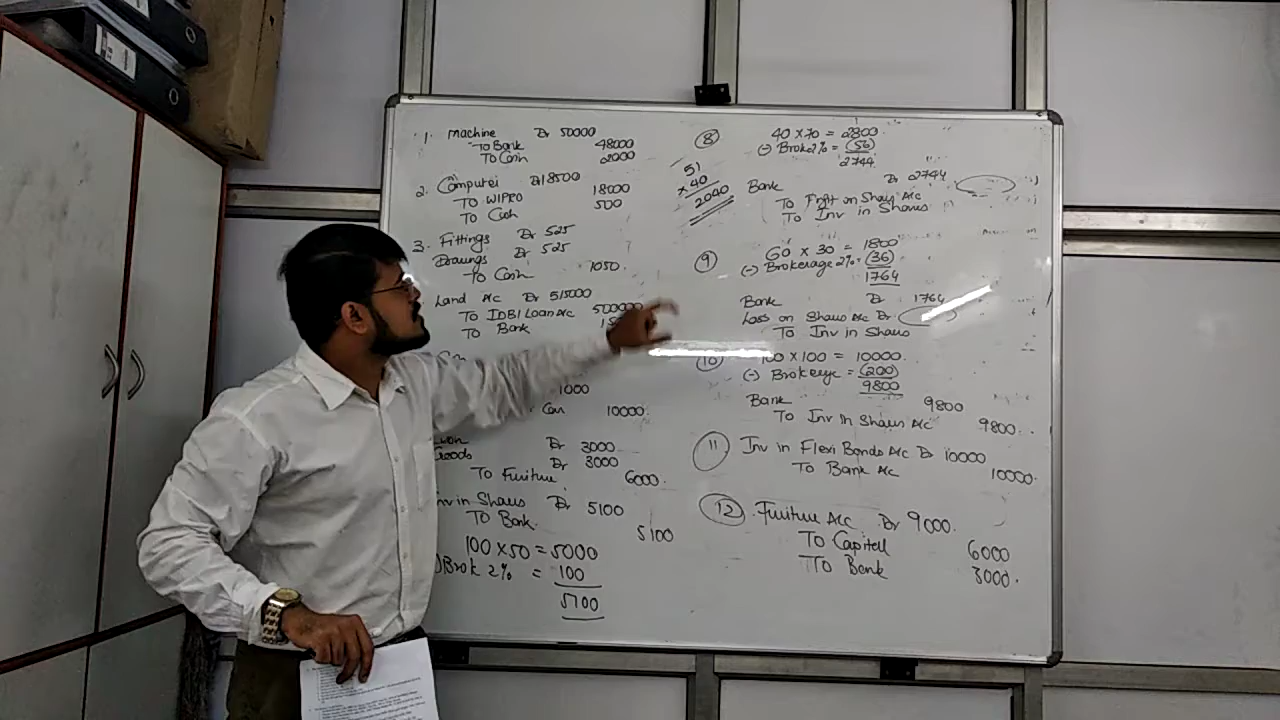 1. Machine Dr 50000
To Bank 48000
To Cash 2000
2. Computer Dr 18500
To WIPRO 18000
To Cash 500
3. Fittings Dr 525
Drawings Dr 525
To Cash 1050
Land A/c Dr 515000
To IDBI Loan A/c 500000
To Bank
1000
10000
Dr 3000
Goods Dr 3000
To Furniture 6000
Inv in Shares Dr 5100
To Bank 5100
100 x 50 = 5000
Brok 2% = 100
5100
8 40 x 70 = 2800
(-) Brok 2% = (56)
2744
51
x 40
2040
Bank Dr 2744
To Profit on Shares A/c
To Inv in Shares
9 60 x 30 = 1800
(-) Brokerage 2% = (36)
1764
Bank Dr 1764
Loss on Shares A/c Dr
To Inv in Shares
10 100 x 100 = 10000
(-) Brokerage = (200)
9800
Bank 9800
To Inv in Shares A/c 9800
11 Inv in Flexi Bonds A/c Dr 10000
To Bank A/c 10000
12 Furniture A/c Dr 9000
To Capital 6000
To Bank 3000